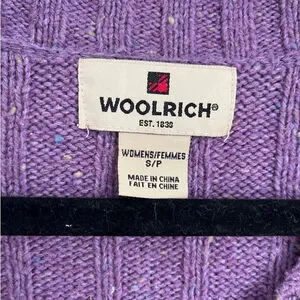 WOOLRICH®
EST. 1830
WOMENS/FEMMES
S/P
MADE IN CHINA
FAIT EN CHINE